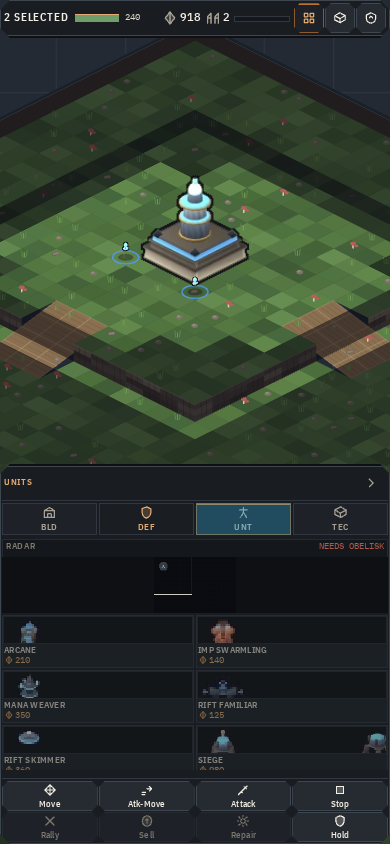 2 SELECTED 240 918 2
UNITS
BLD DEF UNT TEC
RADAR NEEDS OBELISK
ARCANE IMP SWARMLING
210 140
MANA WEAVER RIFT FAMILIAR
350 125
RIFT SKIMMER SIEGE
Move Atk-Move Attack Stop
Rally Sell Repair Hold